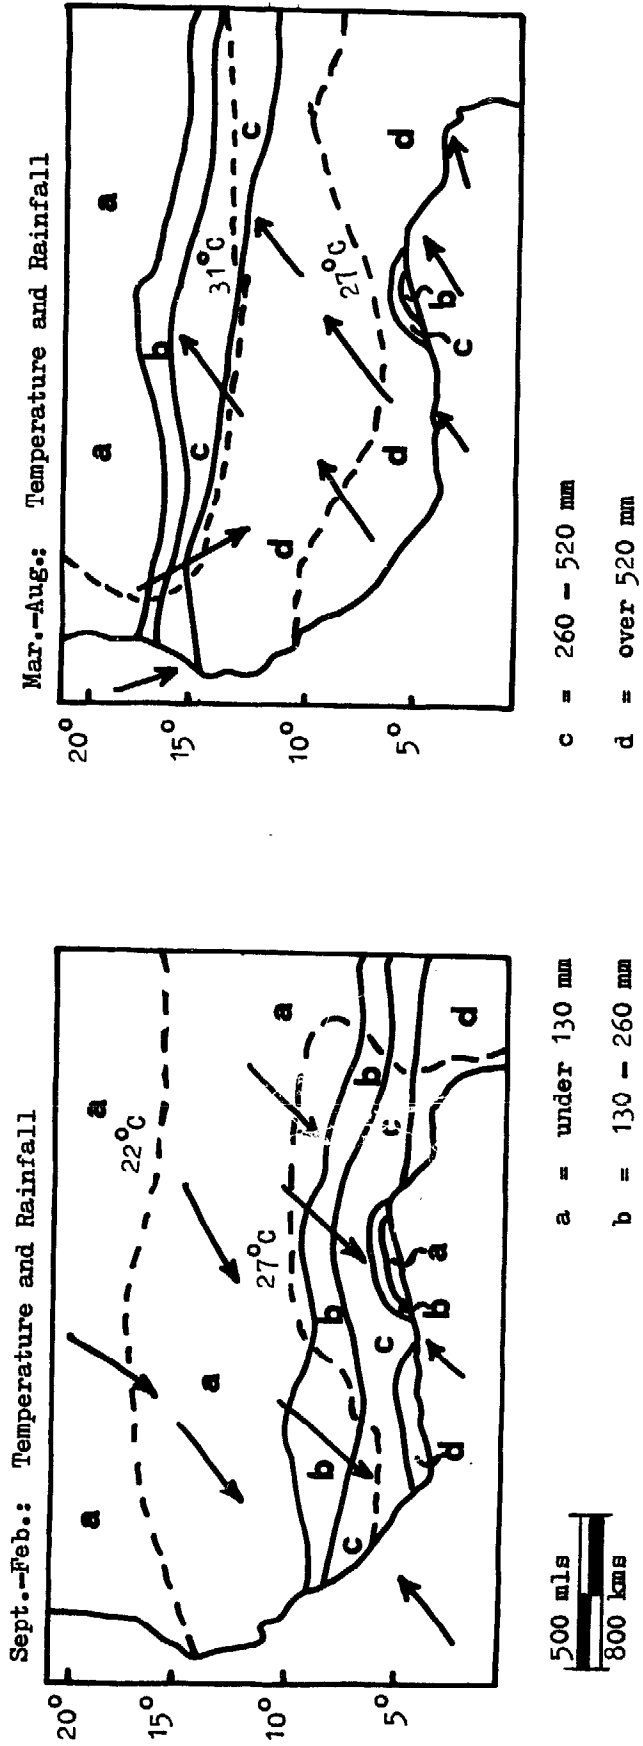 Sept.-Feb.: Temperature and Rainfall
20°
a
a
22°C
15°
a
27°C
a
10°
b
b
b
c
c
c
5°
d
b
a
d
Mar.-Aug.: Temperature and Rainfall
20°
a
a
15°
b
c
31°C
c
10°
d
27°C
d
d
5°
c
b
500 mls
800 kms
a = under 130 mm
b = 130 - 260 mm
c = 260 - 520 mm
d = over 520 mm